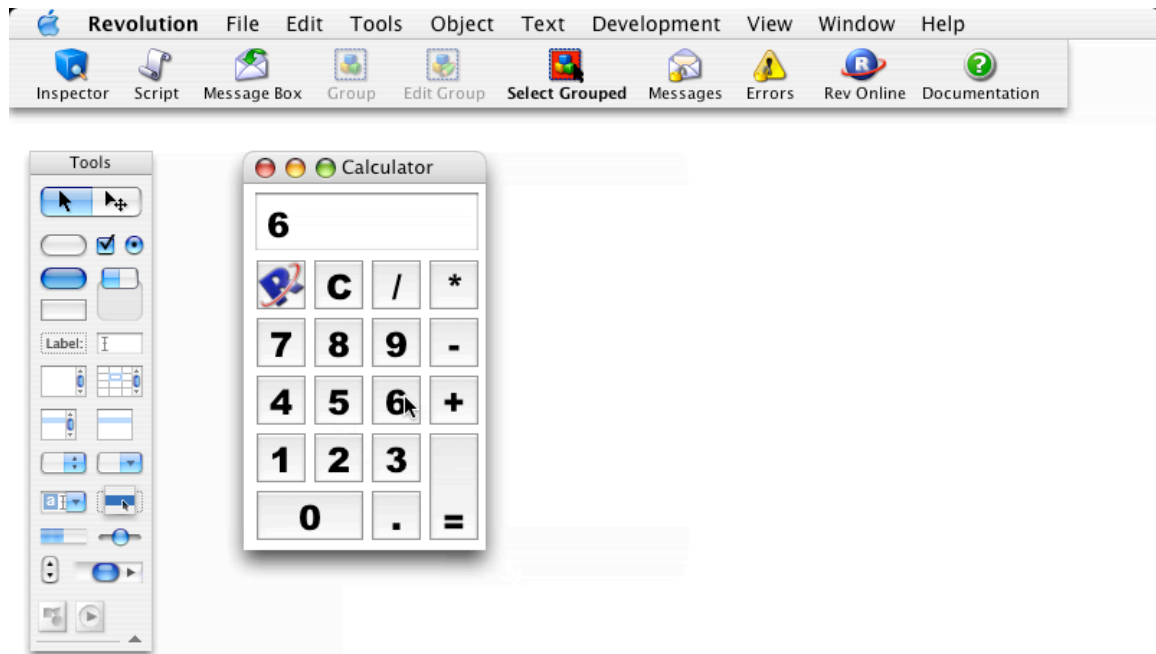 Revolution File Edit Tools Object Text Development View Window Help
Inspector Script Message Box Group Edit Group Select Grouped Messages Errors Rev Online Documentation
Tools
Calculator
6
C / *
7 8 9 -
Label:
4 5 6 +
1 2 3
a
0 . =